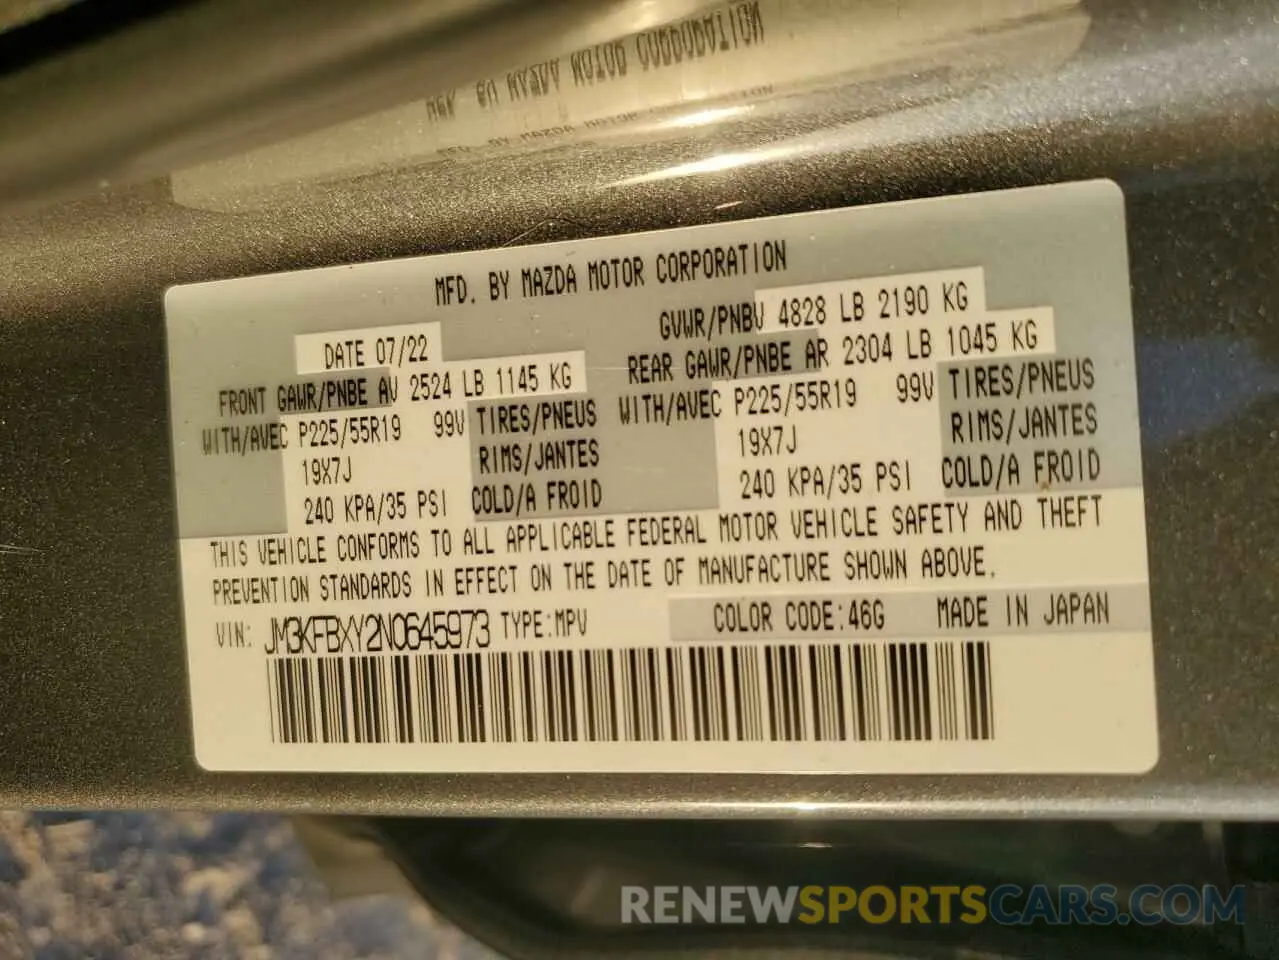 MFD. BY MAZDA MOTOR CORPORATION
DATE 07/22 GVWR/PNBV 4828 LB 2190 KG
FRONT GAWR/PNBE AV 2524 LB 1145 KG REAR GAWR/PNBE AR 2304 LB 1045 KG
WITH/AVEC P225/55R19 99V TIRES/PNEUS WITH/AVEC P225/55R19 99V TIRES/PNEUS
19X7J RIMS/JANTES 19X7J RIMS/JANTES
240 KPA/35 PSI COLD/A FROID 240 KPA/35 PSI COLD/A FROID
THIS VEHICLE CONFORMS TO ALL APPLICABLE FEDERAL MOTOR VEHICLE SAFETY AND THEFT
PREVENTION STANDARDS IN EFFECT ON THE DATE OF MANUFACTURE SHOWN ABOVE.
VIN: JM3KFBXY2N0645973 TYPE:MPV COLOR CODE:46G MADE IN JAPAN
RENEWSPORTSCARS.COM